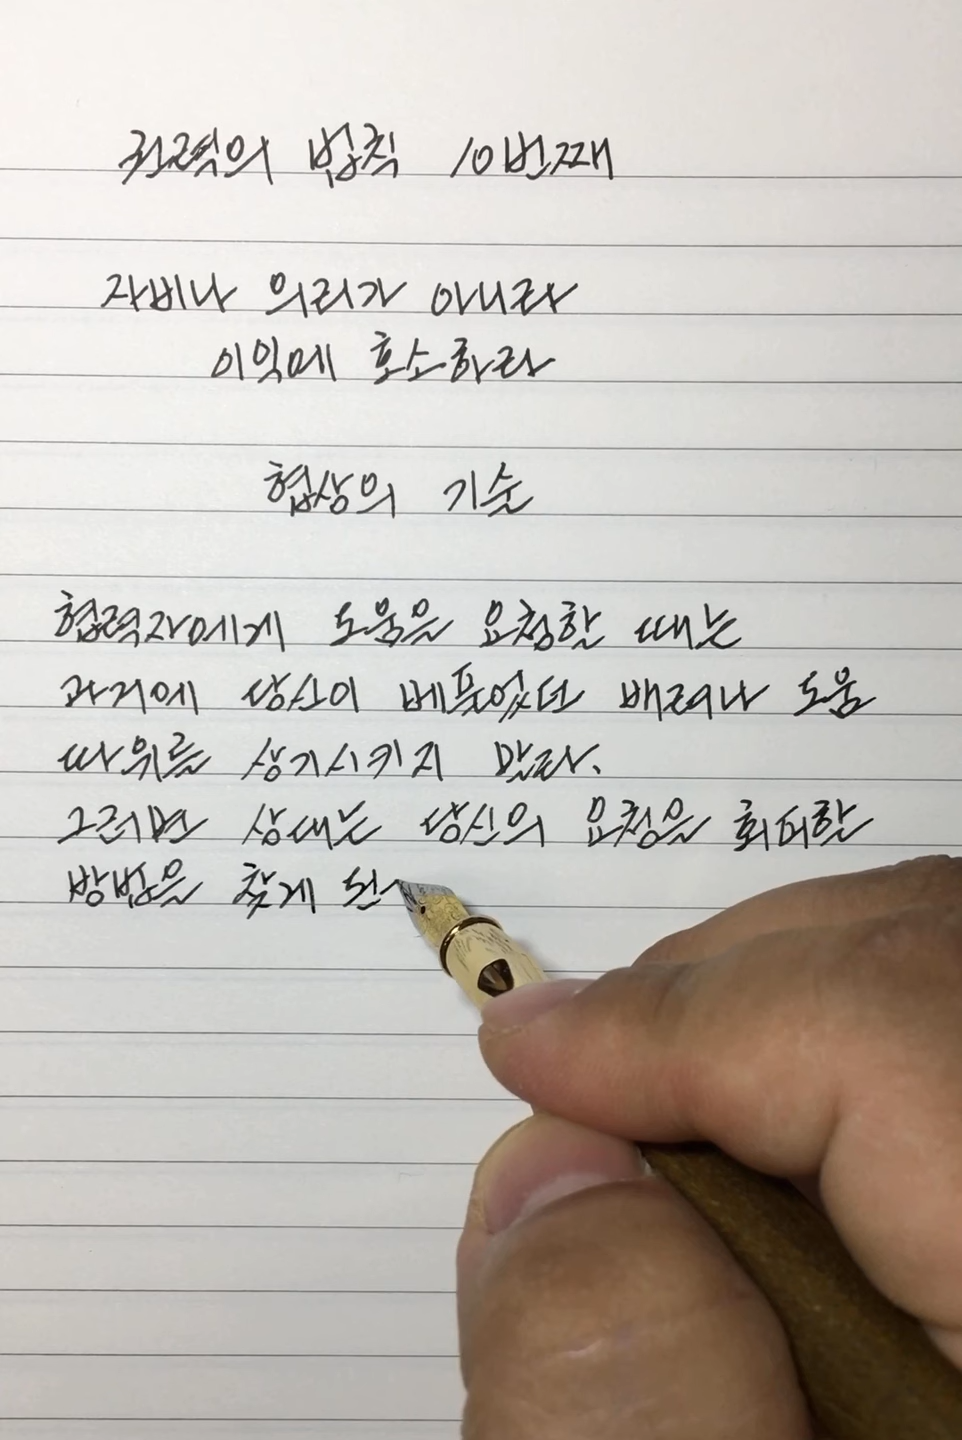 권력의 법칙 10번째
자비나 의리가 아니라
이익에 호소하라
협상의 기술
협력자에게 도움을 요청할 때는
과거에 당신이 베풀었던 배려나 도움
따위를 상기시키지 말라.
그러면 상대는 당신의 요청을 회피할
방법을 찾게 된